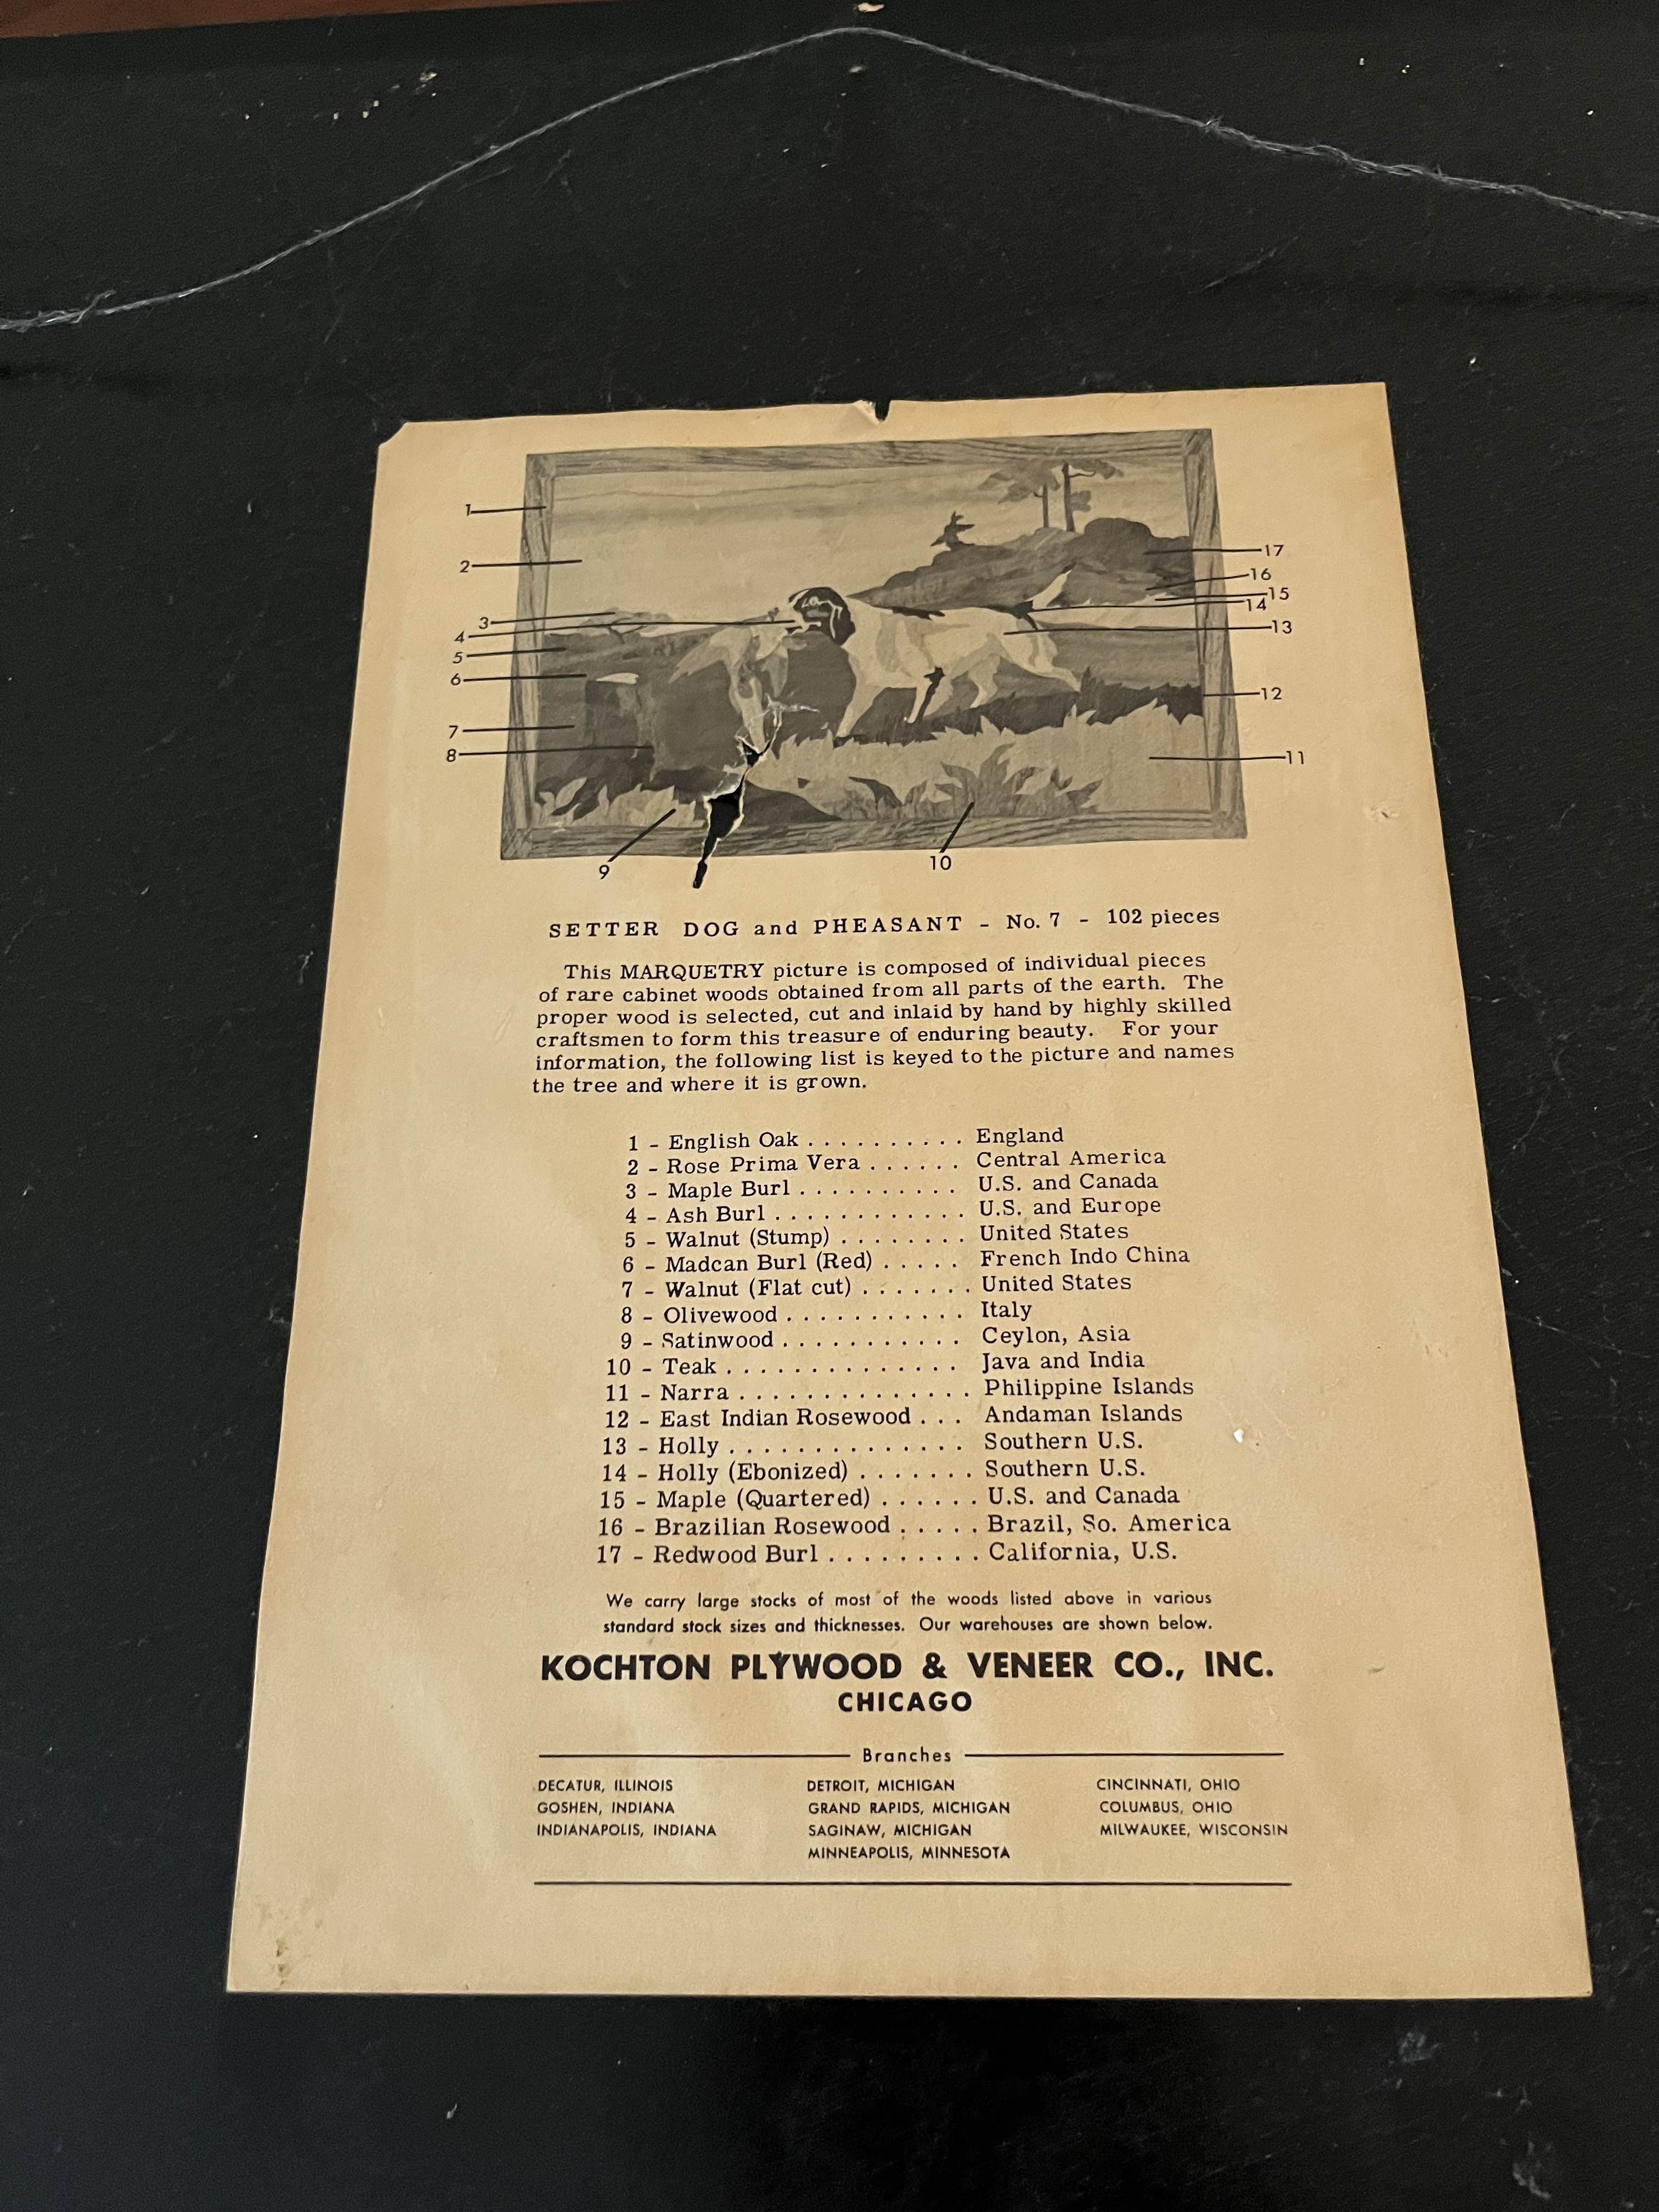 1
2
3
4
5
6
7
8
9
10
17
16
15
14
13
12
11
SETTER DOG and PHEASANT - No. 7 - 102 pieces
This MARQUETRY picture is composed of individual pieces
of rare cabinet woods obtained from all parts of the earth. The
proper wood is selected, cut and inlaid by hand by highly skilled
craftsmen to form this treasure of enduring beauty. For your
information, the following list is keyed to the picture and names
the tree and where it is grown.
1 - English Oak . . . . . . . . . . England
2 - Rose Prima Vera . . . . . . Central America
3 - Maple Burl . . . . . . . . . . U.S. and Canada
4 - Ash Burl . . . . . . . . . . . . U.S. and Europe
5 - Walnut (Stump) . . . . . . . . United States
6 - Madcan Burl (Red) . . . . . French Indo China
7 - Walnut (Flat cut) . . . . . . . United States
8 - Olivewood . . . . . . . . . . . Italy
9 - Satinwood . . . . . . . . . . . Ceylon, Asia
10 - Teak . . . . . . . . . . . . . . Java and India
11 - Narra . . . . . . . . . . . . . . Philippine Islands
12 - East Indian Rosewood . . . Andaman Islands
13 - Holly . . . . . . . . . . . . . . Southern U.S.
14 - Holly (Ebonized) . . . . . . . Southern U.S.
15 - Maple (Quartered) . . . . . . U.S. and Canada
16 - Brazilian Rosewood . . . . . Brazil, So. America
17 - Redwood Burl . . . . . . . . . California, U.S.
We carry large stocks of most of the woods listed above in various
standard stock sizes and thicknesses. Our warehouses are shown below.
KOCHTON PLYWOOD & VENEER CO., INC.
CHICAGO
Branches
DECATUR, ILLINOIS
GOSHEN, INDIANA
INDIANAPOLIS, INDIANA
DETROIT, MICHIGAN
GRAND RAPIDS, MICHIGAN
SAGINAW, MICHIGAN
MINNEAPOLIS, MINNESOTA
CINCINNATI, OHIO
COLUMBUS, OHIO
MILWAUKEE, WISCONSIN